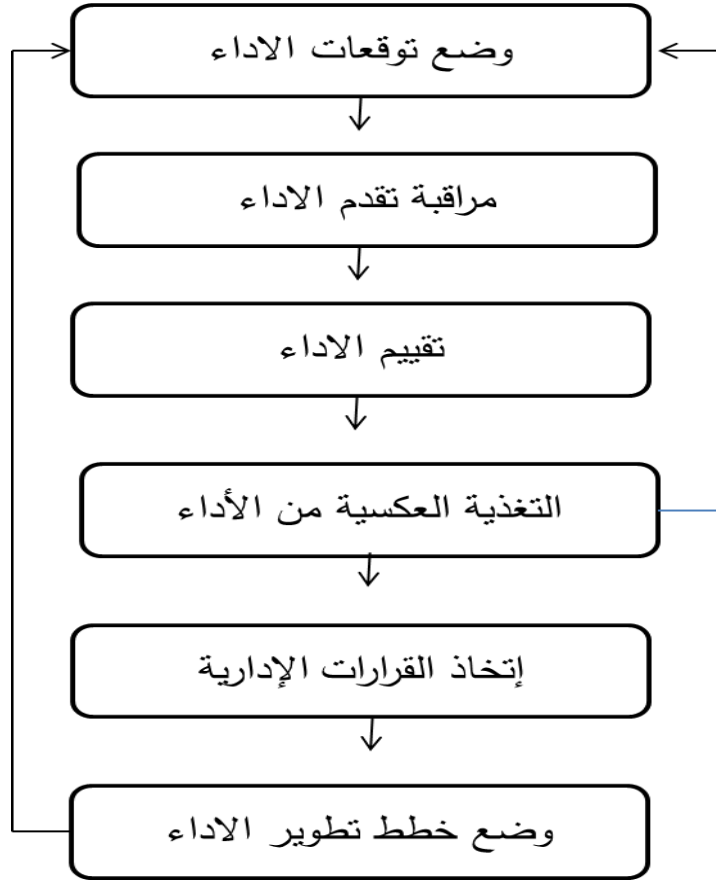 وضع توقعات الاداء
مراقبة تقدم الاداء
تقييم الاداء
التغذية العكسية من الأداء
إتخاذ القرارات الإدارية
وضع خطط تطوير الاداء